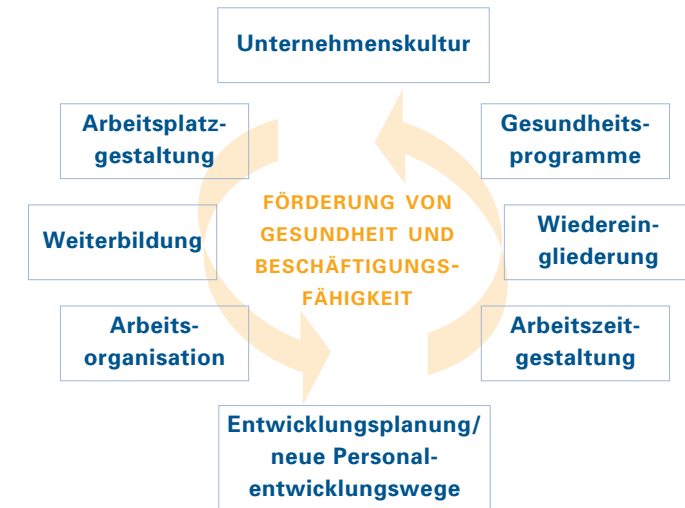 Unternehmenskultur
Arbeitsplatz-
gestaltung
Gesundheits-
programme
FÖRDERUNG VON
GESUNDHEIT UND
BESCHÄFTIGUNGS-
FÄHIGKEIT
Weiterbildung
Wiederein-
gliederung
Arbeits-
organisation
Arbeitszeit-
gestaltung
Entwicklungsplanung/
neue Personal-
entwicklungswege